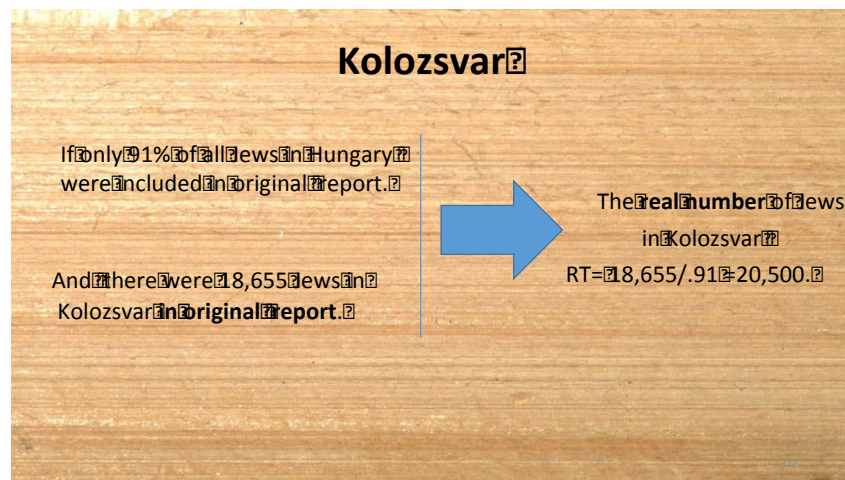 Kolozsvar
If only 91% of all Jews in Hungary
were included in original report.
And there were 18,655 Jews in
Kolozsvar in original report.
The real number of Jews
in Kolozsvar
RT= 18,655/.91 =20,500.